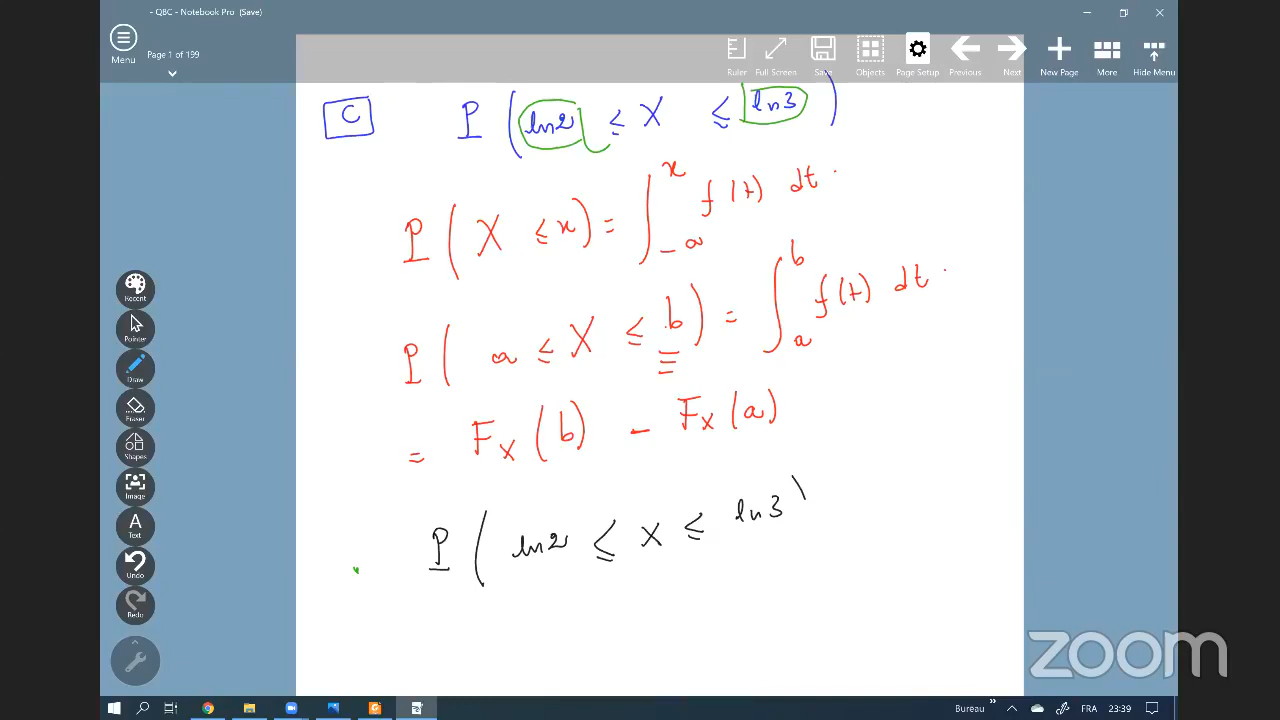 - QBC - Notebook Pro (Save)
Menu
Page 1 of 199
Ruler Full Screen Save Objects Page Setup Previous Next New Page More Hide Menu
C P( ln2 ≤ X ≤ ln3 )
P( X ≤ x ) = ∫_{-∞}^{x} f(t) dt.
P( a ≤ X ≤ b ) = ∫_{a}^{b} f(t) dt.
= F_X(b) - F_X(a)
P( ln2 ≤ X ≤ ln3 )
Recent
Pointer
Draw
Eraser
Shapes
Image
Text
Undo
Redo
zoom
Bureau FRA 23:39